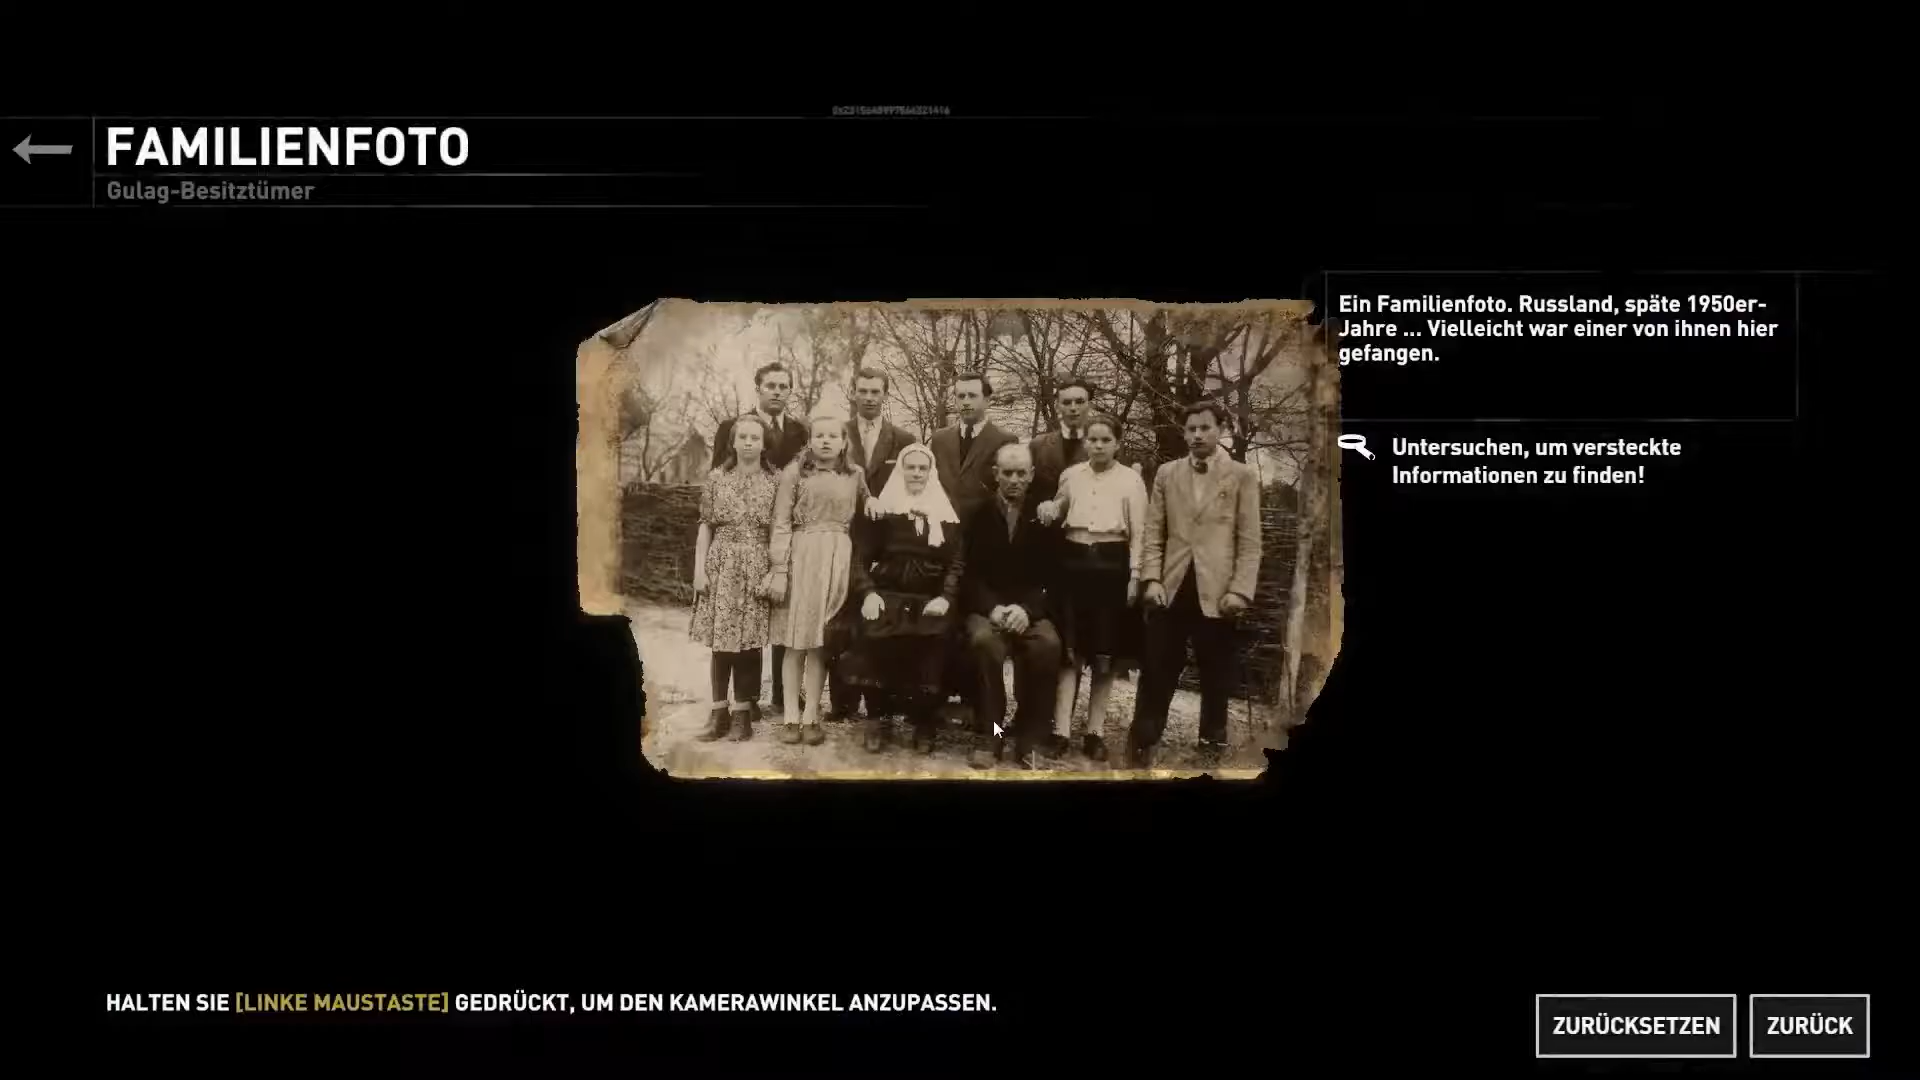 FAMILIENFOTO
Gulag-Besitztümer
Ein Familienfoto. Russland, späte 1950er-
Jahre ... Vielleicht war einer von ihnen hier
gefangen.
Untersuchen, um versteckte
Informationen zu finden!
HALTEN SIE [LINKE MAUSTASTE] GEDRÜCKT, UM DEN KAMERAWINKEL ANZUPASSEN.
ZURÜCKSETZEN
ZURÜCK